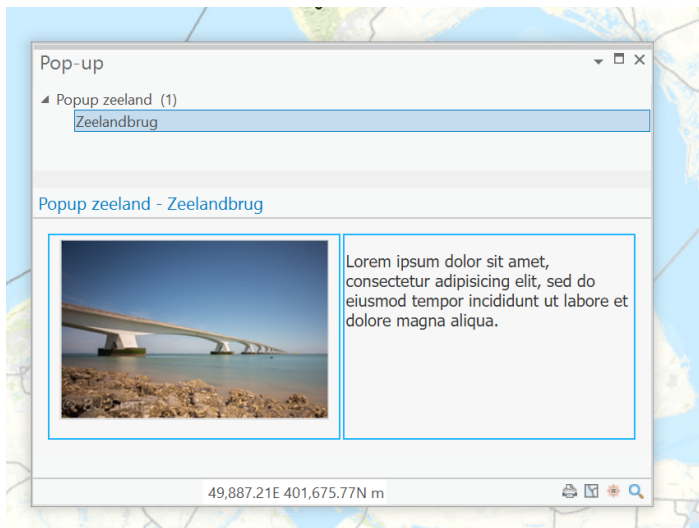 Pop-up
Popup zeeland (1)
Zeelandbrug
Popup zeeland - Zeelandbrug
Lorem ipsum dolor sit amet,
consectetur adipisicing elit, sed do
eiusmod tempor incididunt ut labore et
dolore magna aliqua.
49,887.21E 401,675.77N m